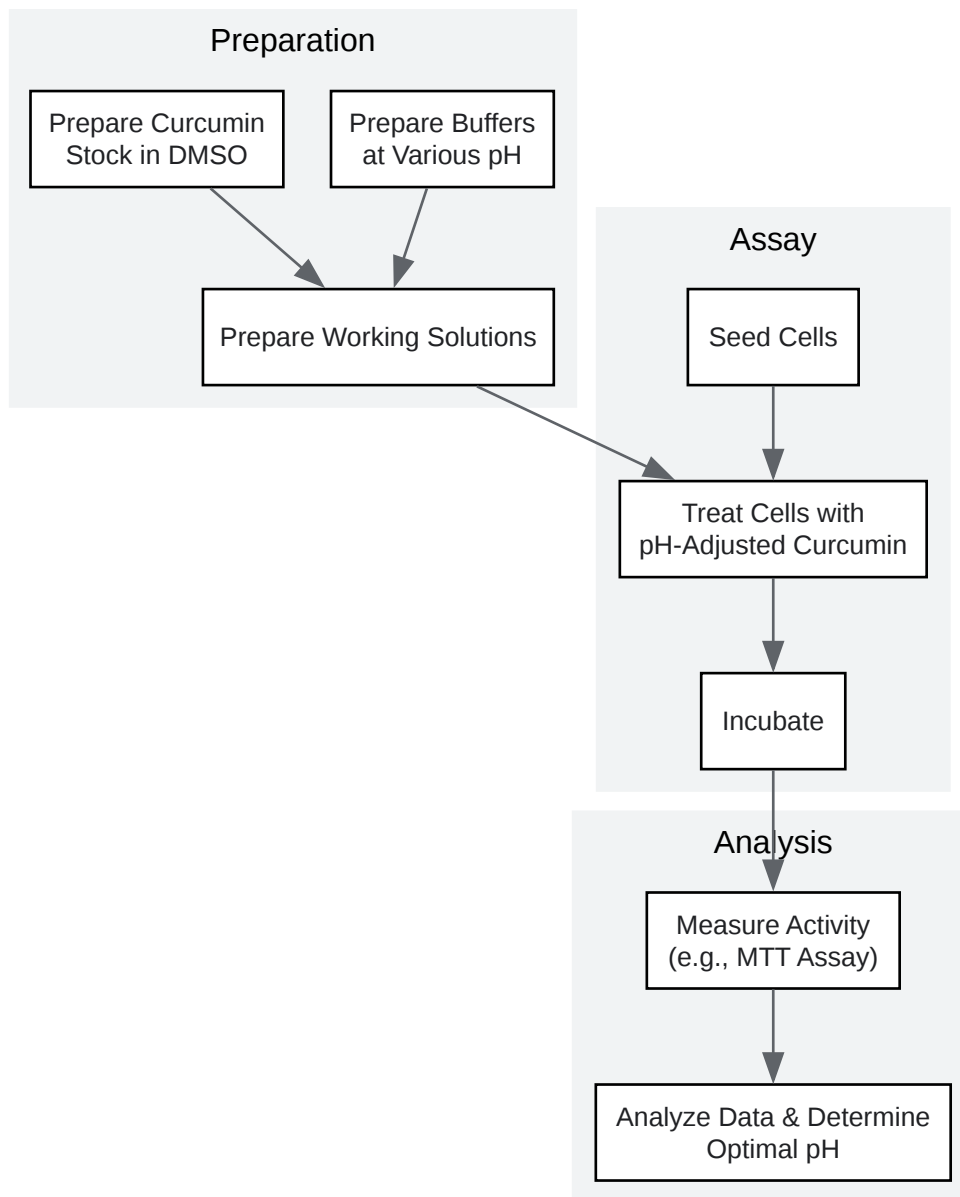 Preparation
Prepare Curcumin
Stock in DMSO
Prepare Buffers
at Various pH
Prepare Working Solutions
Assay
Seed Cells
Treat Cells with
pH-Adjusted Curcumin
Incubate
Analysis
Measure Activity
(e.g., MTT Assay)
Analyze Data & Determine
Optimal pH